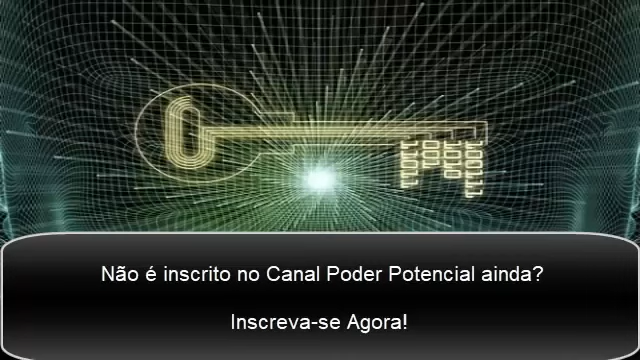 Não é inscrito no Canal Poder Potencial ainda?
Inscreva-se Agora!